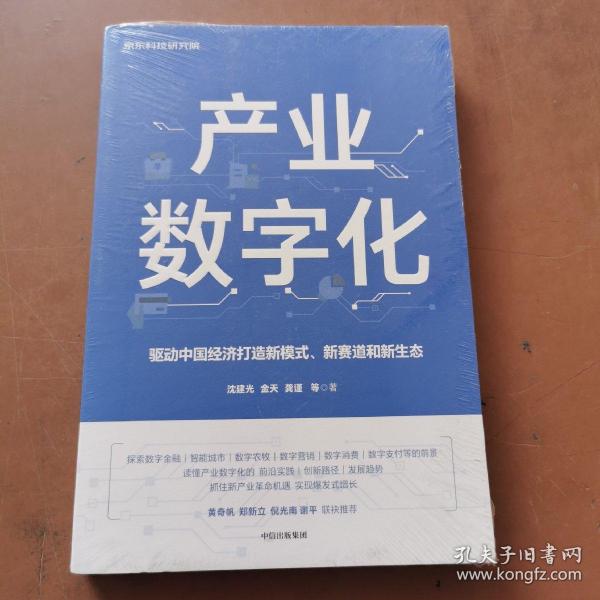 京东科技研究院
产业
数字化
驱动中国经济打造新模式、新赛道和新生态
沈建光 金天 龚谨 等◎著
探索数字金融|智能城市|数字农牧|数字营销|数字消费|数字支付等的前景
读懂产业数字化的 前沿实践|创新路径|发展趋势
抓住新产业革命机遇 实现爆发式增长
黄奇帆 郑新立 倪光南 谢平 联袂推荐
中信出版集团
孔夫子旧书网
www.kongfz.com